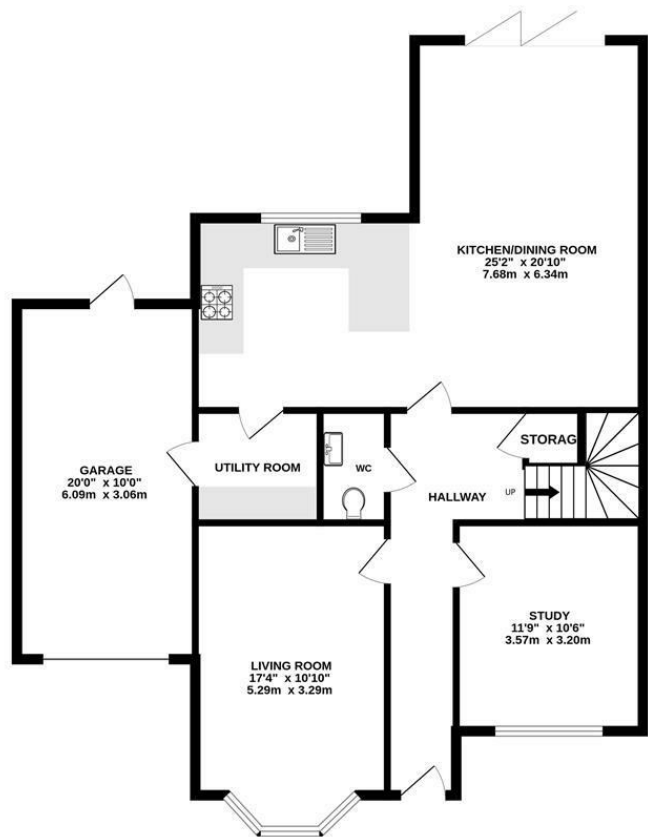 KITCHEN/DINING ROOM
25'2" x 20'10"
7.68m x 6.34m
STORAG
UTILITY ROOM
WC
GARAGE
20'0" x 10'0"
6.09m x 3.06m
HALLWAY
UP
STUDY
11'9" x 10'6"
3.57m x 3.20m
LIVING ROOM
17'4" x 10'10"
5.29m x 3.29m